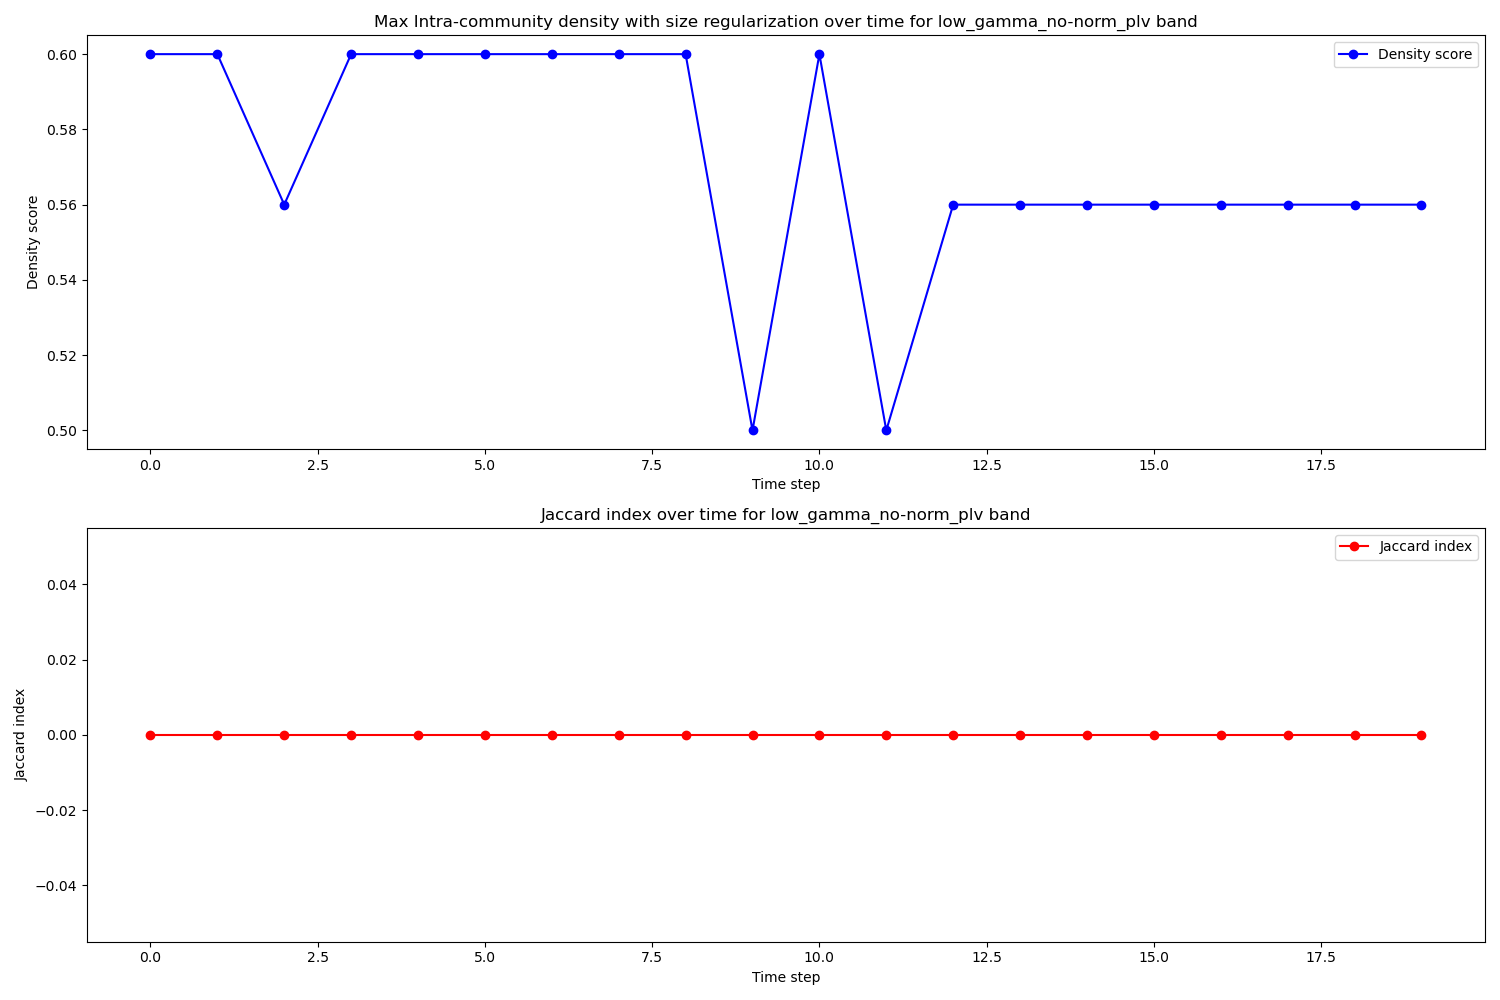 Max Intra-community density with size regularization over time for low_gamma_no-norm_plv band
Density score
0.60
0.58
0.56
0.54
0.52
0.50
Density score
0.0 2.5 5.0 7.5 10.0 12.5 15.0 17.5
Time step
Jaccard index over time for low_gamma_no-norm_plv band
Jaccard index
0.04
0.02
0.00
−0.02
−0.04
Jaccard index
0.0 2.5 5.0 7.5 10.0 12.5 15.0 17.5
Time step